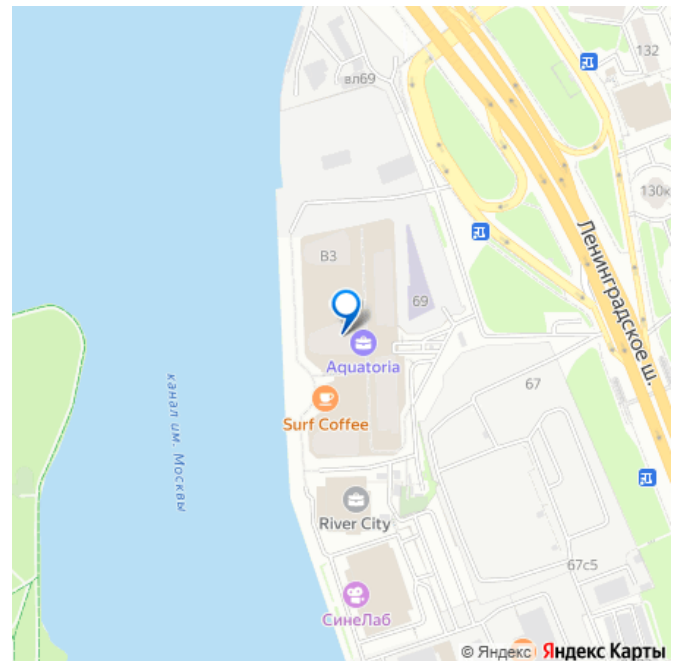 132
вл69
130к
Ленинградское ш.
В3
69
Aquatoria
67
канал им. Москвы
Surf Coffee
River City
67с5
СинеЛаб
© Яндекс Яндекс Карты